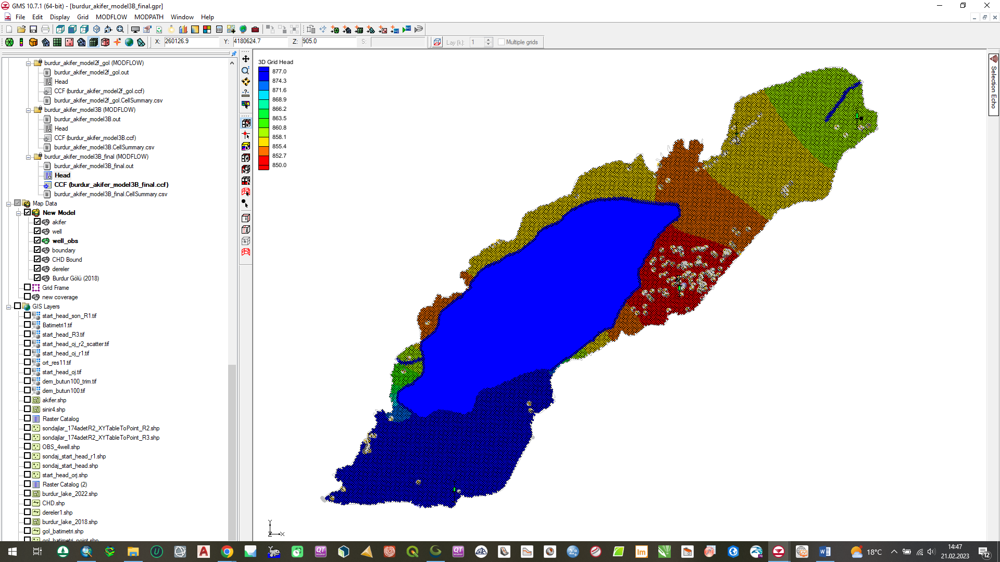 GMS 10.7.1 (64-bit) - [burdur_akifer_model3B_final.gpr]
File Edit Display Grid MODFLOW MODPATH Window Help
X: 260126.9 Y: 4180624.7 Z: 905.0 S: Lay (k): 1 Multiple grids
burdur_akifer_model2f_gol (MODFLOW)
burdur_akifer_model2f_gol.out
Head
CCF (burdur_akifer_model2f_gol.ccf)
burdur_akifer_model2f_gol.CellSummary.csv
burdur_akifer_model3B (MODFLOW)
burdur_akifer_model3B.out
Head
CCF (burdur_akifer_model3B.ccf)
burdur_akifer_model3B.CellSummary.csv
burdur_akifer_model3B_final (MODFLOW)
burdur_akifer_model3B_final.out
Head
CCF (burdur_akifer_model3B_final.ccf)
burdur_akifer_model3B_final.CellSummary.csv
Map Data
New Model
akifer
well
well_obs
boundary
CHD Bound
dereler
Burdur Gölü (2018)
Grid Frame
new coverage
GIS Layers
start_head_son_R1.tif
Batimetri1.tif
start_head_R3.tif
start_head_oj_r2_scatter.tif
start_head_oj_r1.tif
ort_res11.tif
start_head_oj.tif
dem_butun100_trim.tif
dem_butun100.tif
akifer.shp
sinir4.shp
Raster Catalog
sondajlar_174adetR2_XYTableToPoint_R2.shp
sondajlar_174adetR2_XYTableToPoint_R3.shp
OBS_4well.shp
sondaj_start_head_r1.shp
sondaj_start_head.shp
start_head_orj.shp
Raster Catalog (2)
burdur_lake_2022.shp
CHD.shp
dereler1.shp
burdur_lake_2018.shp
gol_batimetri.shp
gol_batimetri_point.shp
3D Grid Head
877.0
874.3
871.6
868.9
866.2
863.5
860.8
858.1
855.4
852.7
850.0
Y
Z X
Selection Echo
18°C
14:47
21.02.2023
12